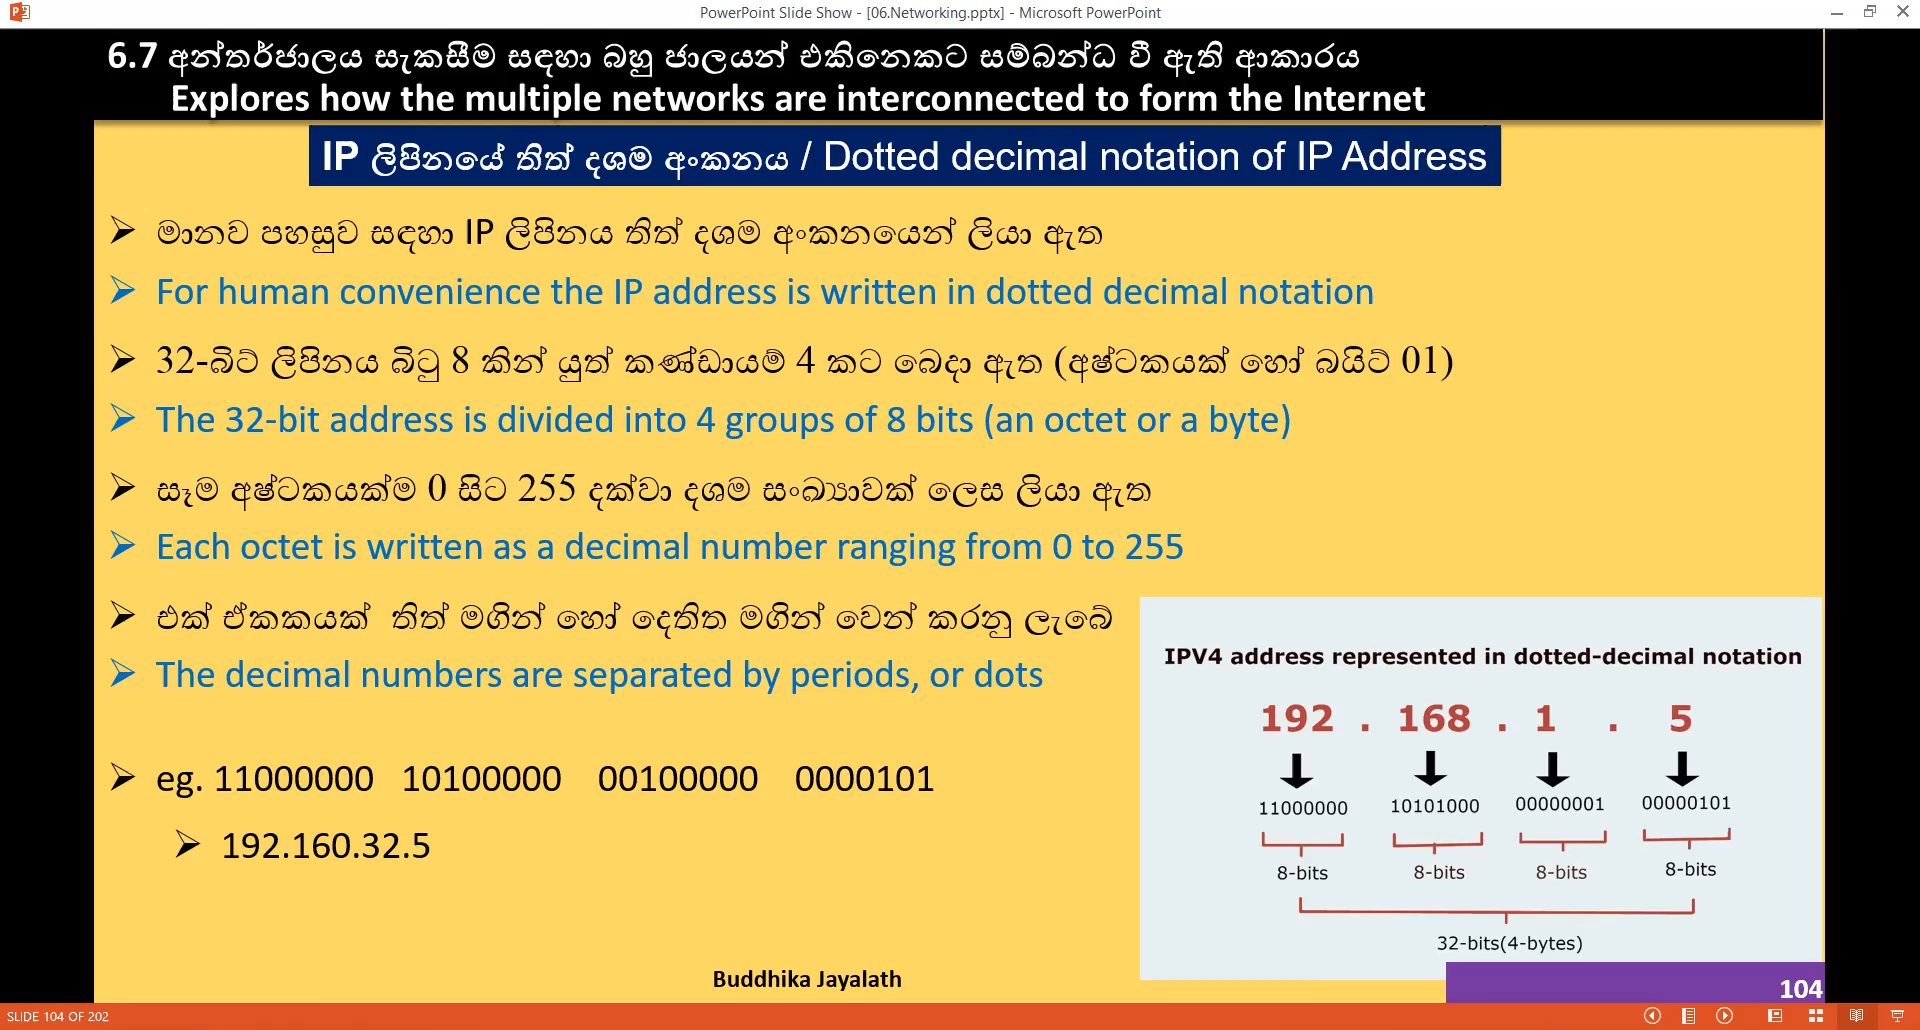 PowerPoint Slide Show - [06.Networking.pptx] - Microsoft PowerPoint
6.7 අන්තර්ජාලය සැකසීම සඳහා බහු ජාලයන් එකිනෙකට සම්බන්ධ වී ඇති ආකාරය
Explores how the multiple networks are interconnected to form the Internet
IP ලිපිනයේ තිත් දශම අංකනය / Dotted decimal notation of IP Address
මානව පහසුව සඳහා IP ලිපිනය තිත් දශම අංකනයෙන් ලියා ඇත
For human convenience the IP address is written in dotted decimal notation
32-බිට් ලිපිනය බිටු 8 කින් යුත් කණ්ඩායම් 4 කට බෙදා ඇත (අෂ්ටකයක් හෝ බයිට් 01)
The 32-bit address is divided into 4 groups of 8 bits (an octet or a byte)
සෑම අෂ්ටකයක්ම 0 සිට 255 දක්වා දශම සංඛ්‍යාවක් ලෙස ලියා ඇත
Each octet is written as a decimal number ranging from 0 to 255
එක් ඒකකයක් තිත් මගින් හෝ දෙතිත මගින් වෙන් කරනු ලැබේ
The decimal numbers are separated by periods, or dots
eg. 11000000 10100000 00100000 0000101
192.160.32.5
IPV4 address represented in dotted-decimal notation
192 . 168 . 1 . 5
11000000 10101000 00000001 00000101
8-bits 8-bits 8-bits 8-bits
32-bits(4-bytes)
Buddhika Jayalath
104
SLIDE 104 OF 202